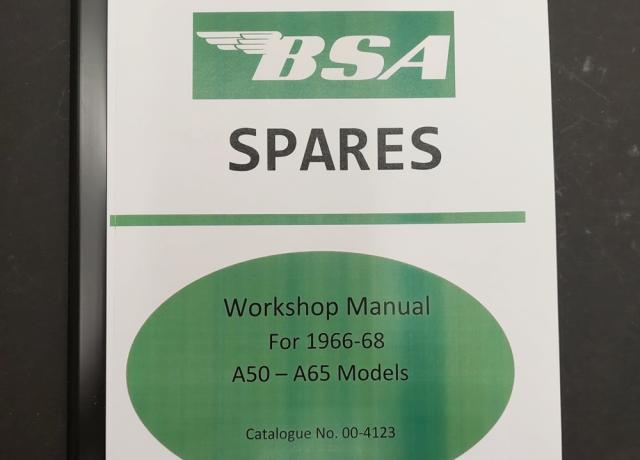 BSA
SPARES
Workshop Manual
For 1966-68
A50 – A65 Models
Catalogue No. 00-4123